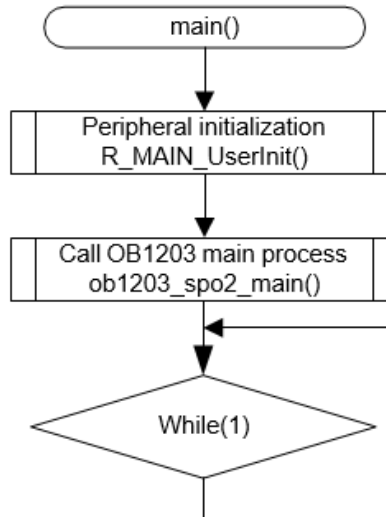 main()
Peripheral initialization
R_MAIN_UserInit()
Call OB1203 main process
ob1203_spo2_main()
While(1)